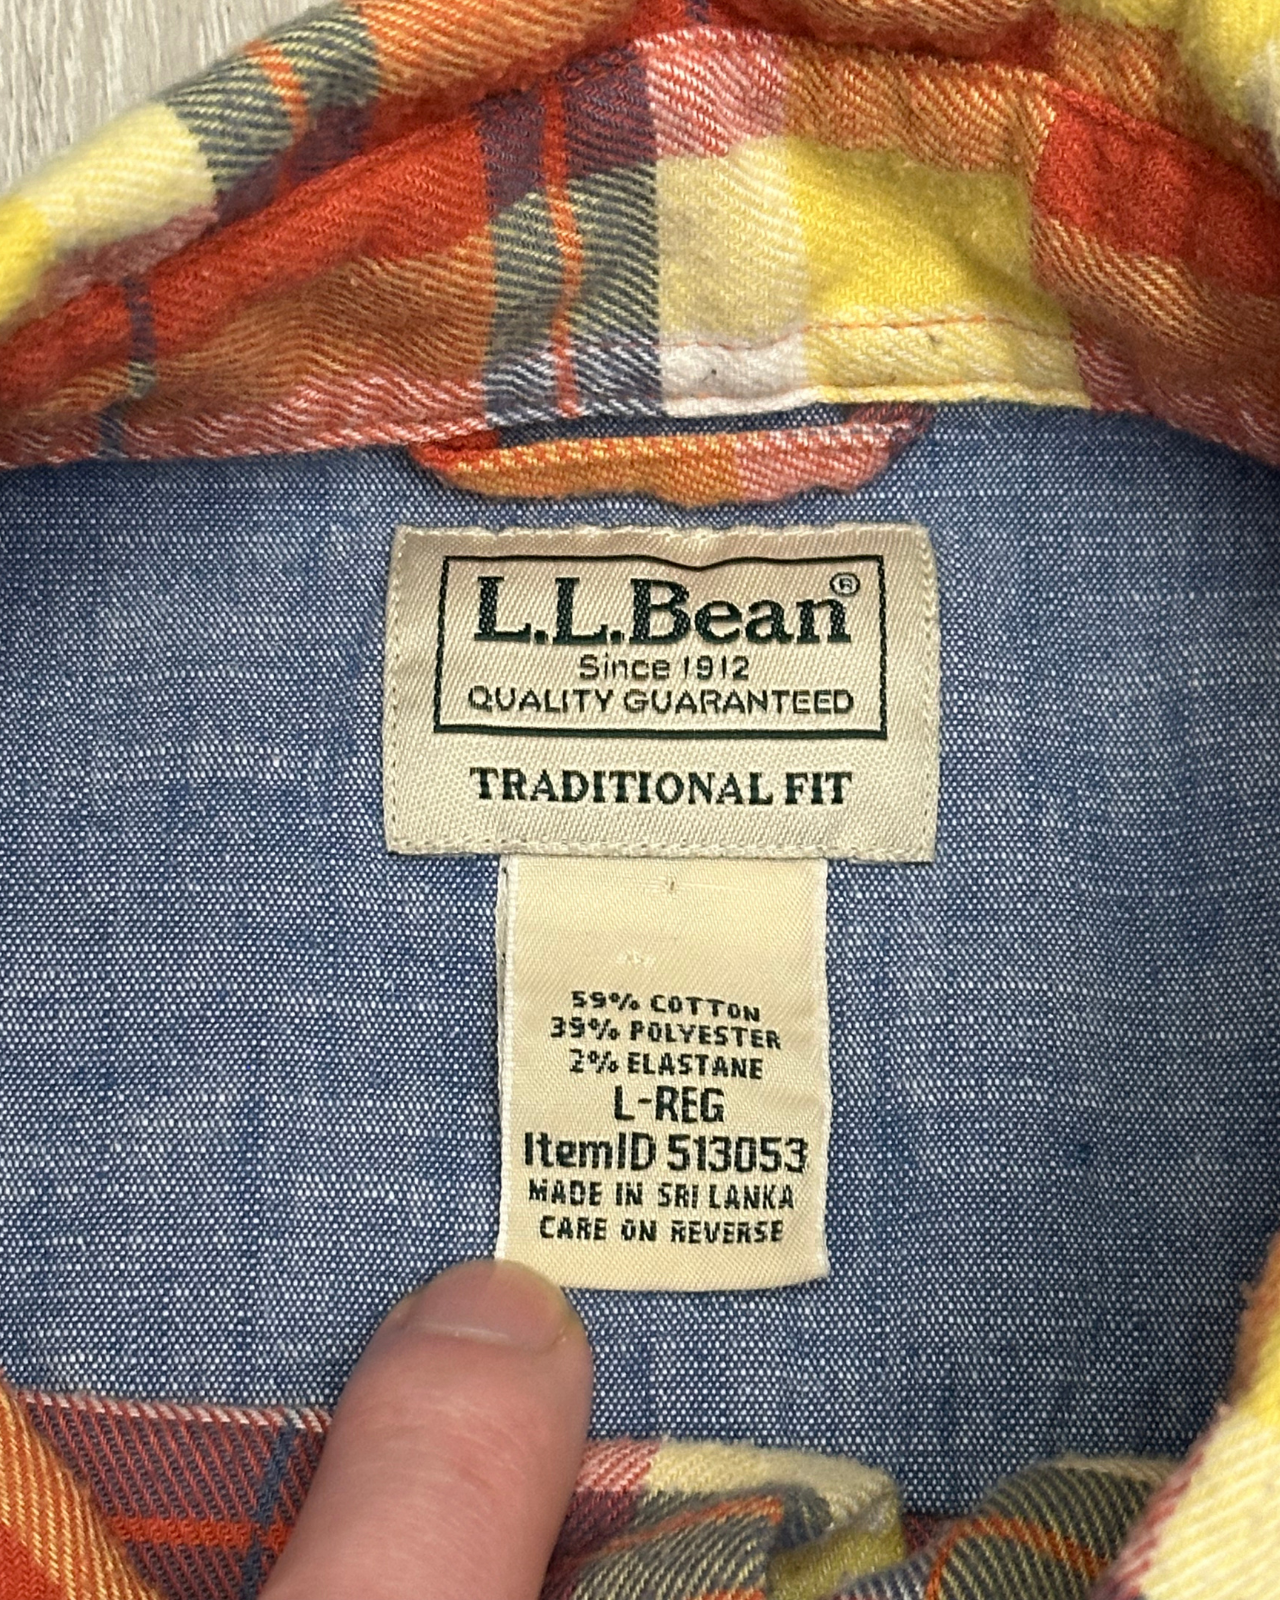 L.L.Bean®
Since 1912
QUALITY GUARANTEED
TRADITIONAL FIT
59% COTTON
39% POLYESTER
2% ELASTANE
L-REG
ItemID 513053
MADE IN SRI LANKA
CARE ON REVERSE